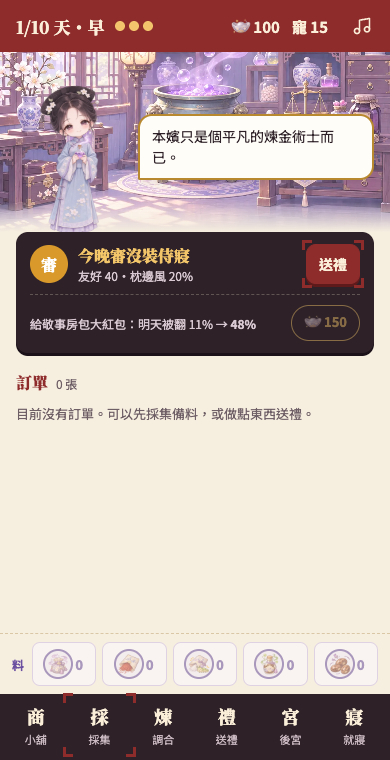 1/10 天・早
100
寵 15
本嬪只是個平凡的煉金術士而
已。
審
今晚審沒裝侍寢
友好 40・枕邊風 20%
送禮
給敬事房包大紅包：明天被翻 11% → 48%
150
訂單 0 張
目前沒有訂單。可以先採集備料，或做點東西送禮。
料 0 0 0 0 0
商 採 煉 禮 宮 寢
小舖 採集 調合 送禮 後宮 就寢